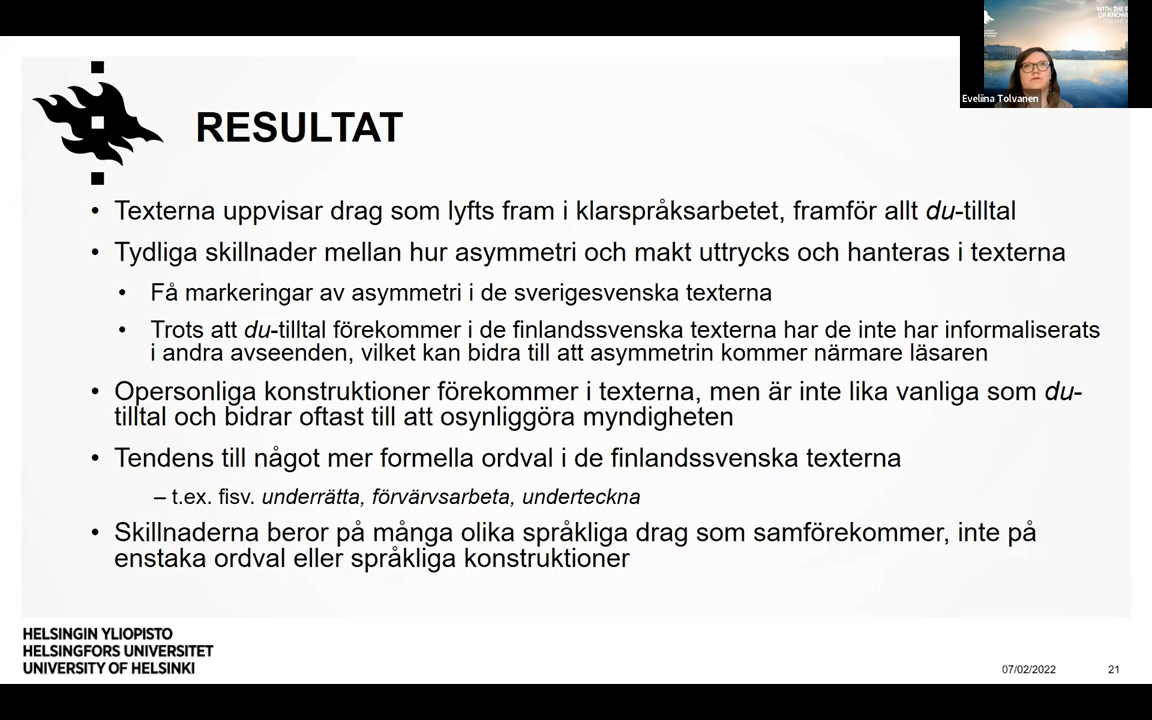 WITH THE P
OF KNOW
Eveliina Tolvanen
RESULTAT
• Texterna uppvisar drag som lyfts fram i klarspråksarbetet, framför allt du-tilltal
• Tydliga skillnader mellan hur asymmetri och makt uttrycks och hanteras i texterna
• Få markeringar av asymmetri i de sverigesvenska texterna
• Trots att du-tilltal förekommer i de finlandssvenska texterna har de inte har informaliserats
i andra avseenden, vilket kan bidra till att asymmetrin kommer närmare läsaren
• Opersonliga konstruktioner förekommer i texterna, men är inte lika vanliga som du-
tilltal och bidrar oftast till att osynliggöra myndigheten
• Tendens till något mer formella ordval i de finlandssvenska texterna
– t.ex. fisv. underrätta, förvärvsarbeta, underteckna
• Skillnaderna beror på många olika språkliga drag som samförekommer, inte på
enstaka ordval eller språkliga konstruktioner
HELSINGIN YLIOPISTO
HELSINGFORS UNIVERSITET
UNIVERSITY OF HELSINKI
07/02/2022
21